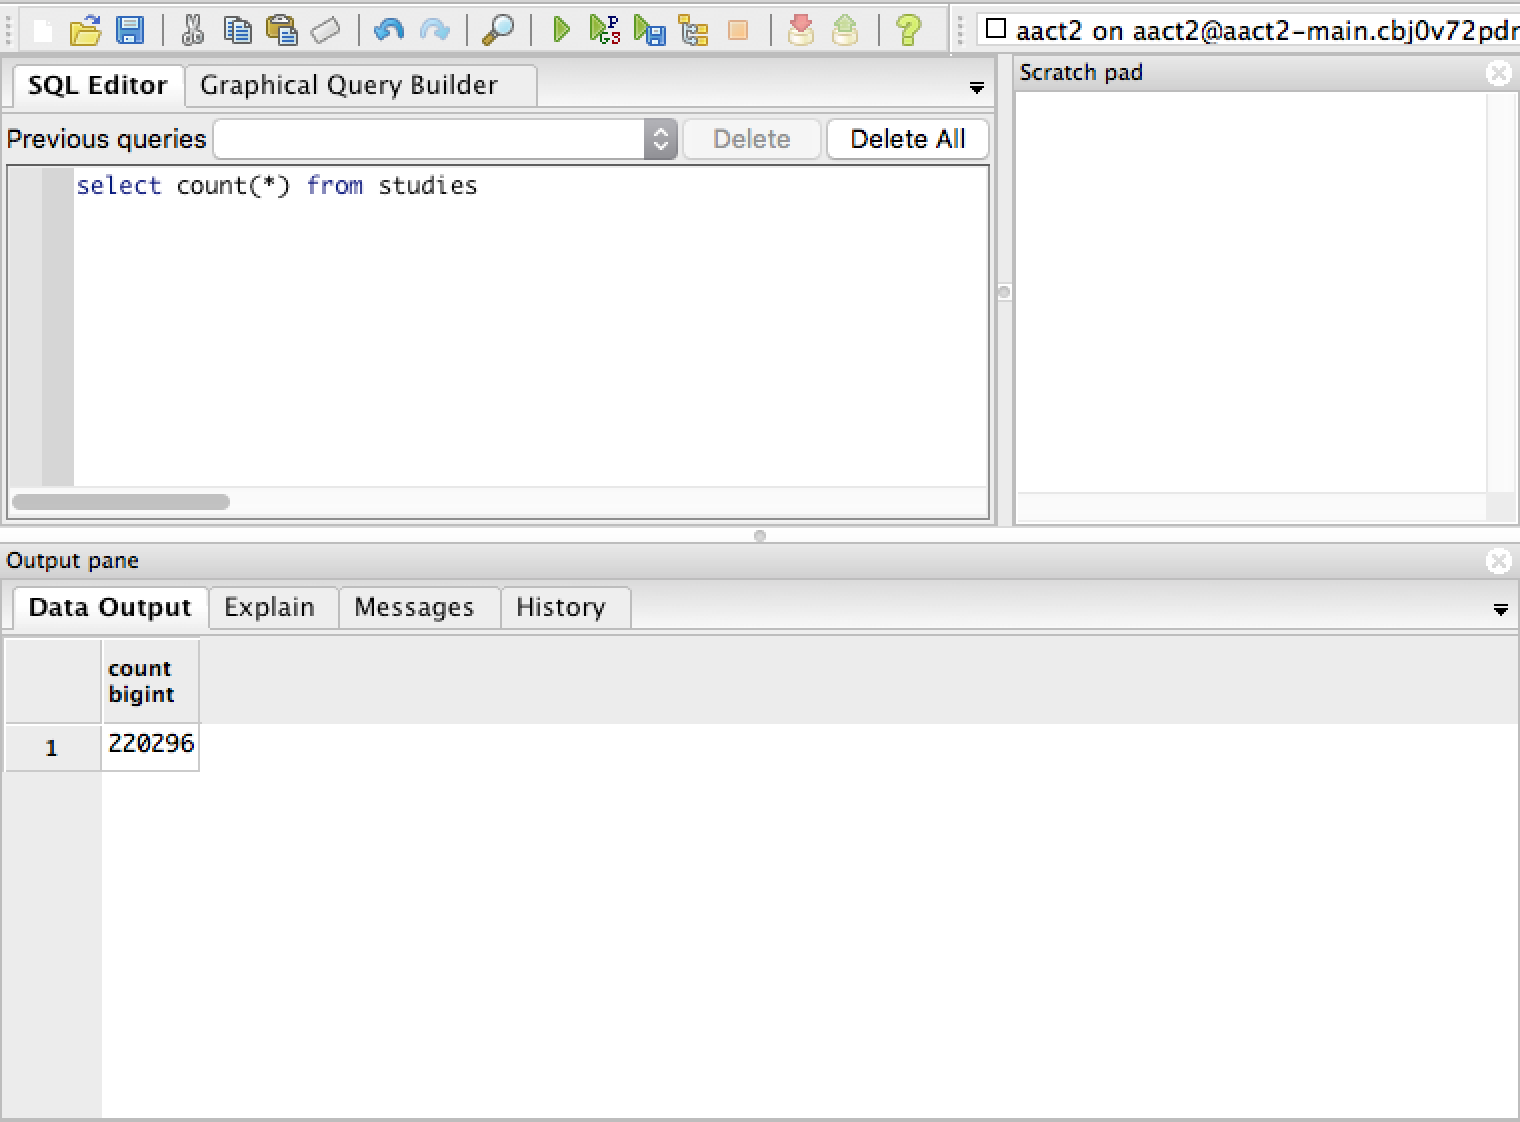 aact2 on aact2@aact2-main.cbj0v72pdr
SQL Editor
Graphical Query Builder
Scratch pad
Previous queries
Delete
Delete All
select count(*) from studies
Output pane
Data Output
Explain
Messages
History
count
bigint
1
220296